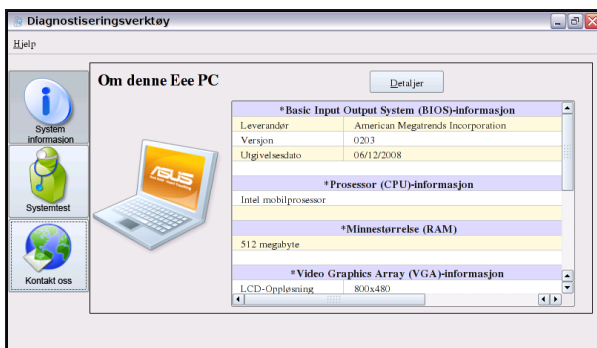 Diagnostiseringsverktøy
Hjelp
System
informasjon
Systemtest
Kontakt oss
Om denne Eee PC
Detaljer
ASUS
*Basic Input Output System (BIOS)-informasjon
Leverandør American Megatrends Incorporation
Versjon 0203
Utgivelsesdato 06/12/2008
*Prosessor (CPU)-informasjon
Intel mobilprosessor
*Minnestørrelse (RAM)
512 megabyte
*Video Graphics Array (VGA)-informasjon
LCD-Oppløsning 800x480